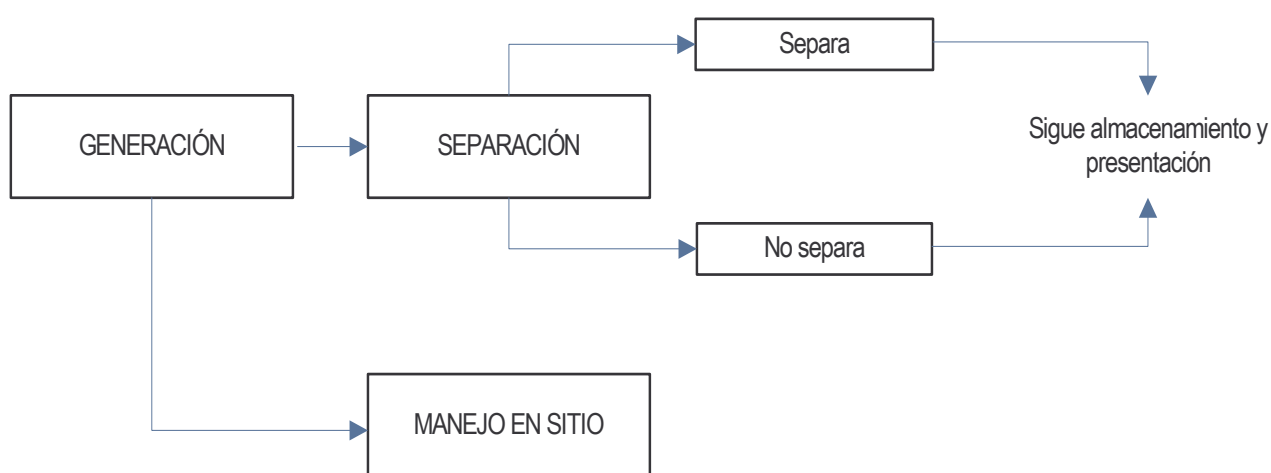 Separa
GENERACIÓN
SEPARACIÓN
Sigue almacenamiento y
presentación
No separa
MANEJO EN SITIO